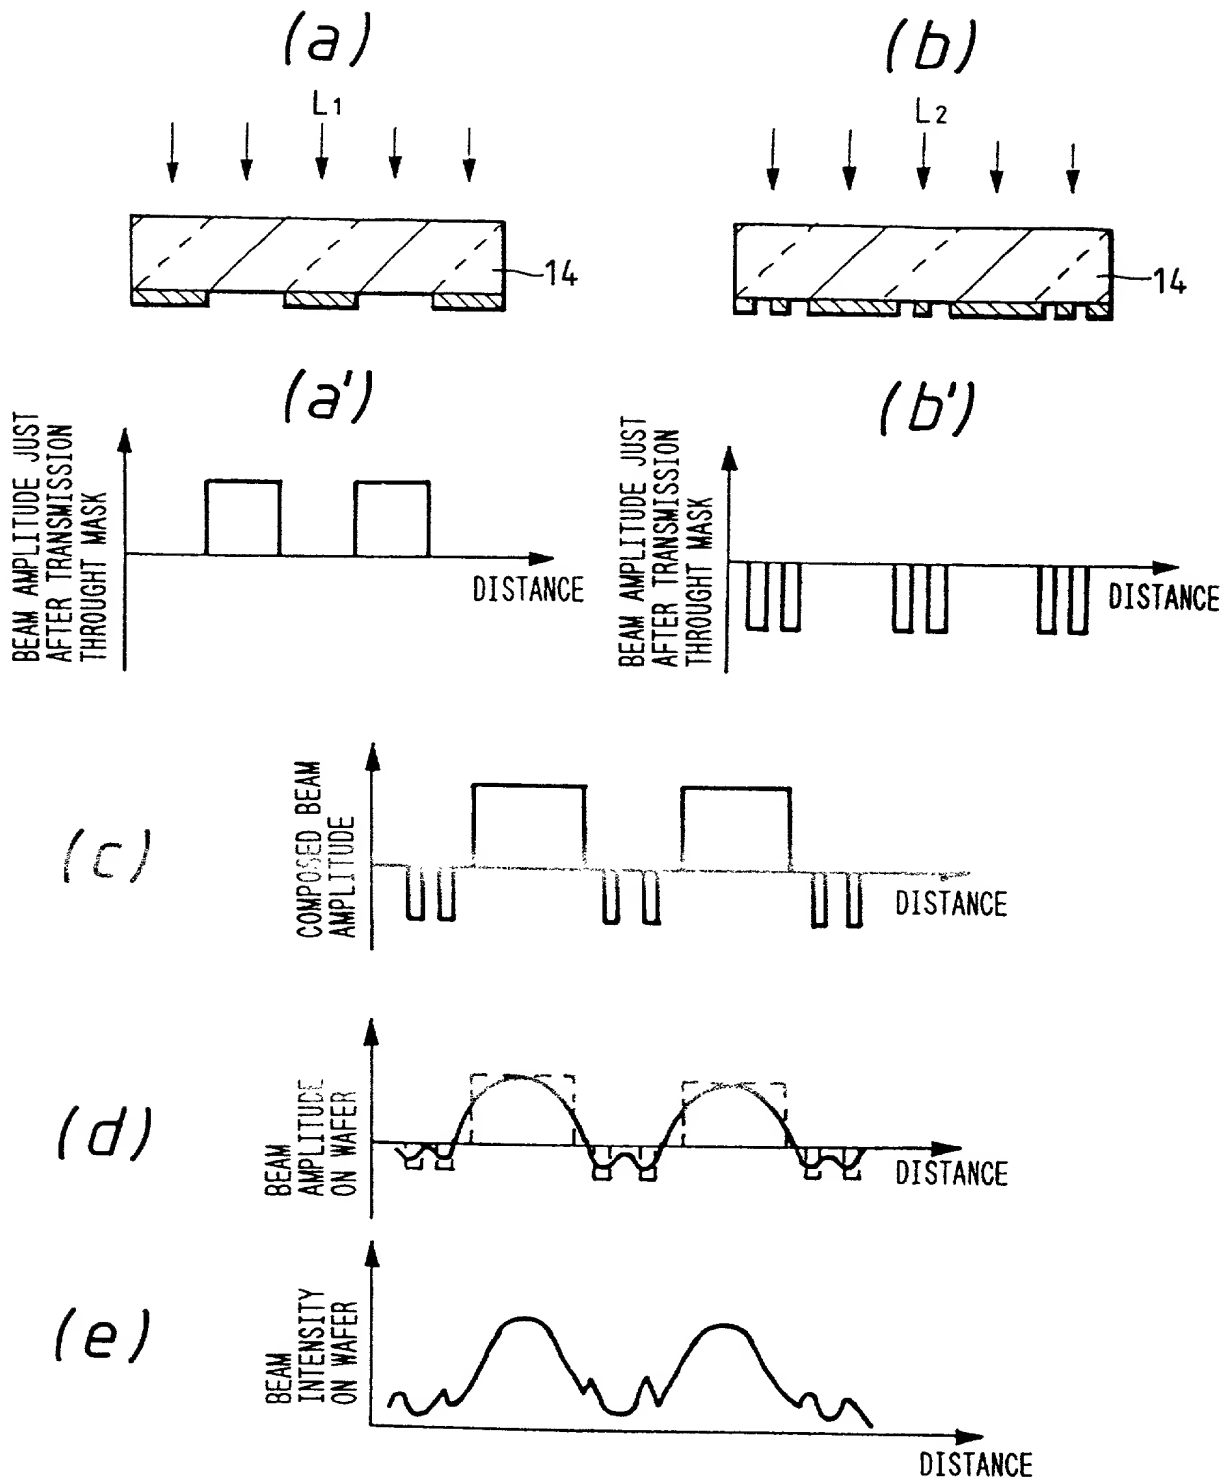 (a)
(b)
L1
L2
14
14
(a')
(b')
BEAM AMPLITUDE JUST
AFTER TRANSMISSION
THROUGHT MASK
DISTANCE
BEAM AMPLITUDE JUST
AFTER TRANSMISSION
THROUGHT MASK
DISTANCE
(c)
COMPOSED BEAM
AMPLITUDE
DISTANCE
(d)
BEAM
AMPLITUDE
ON WAFER
DISTANCE
(e)
BEAM
INTENSITY
ON WAFER
DISTANCE